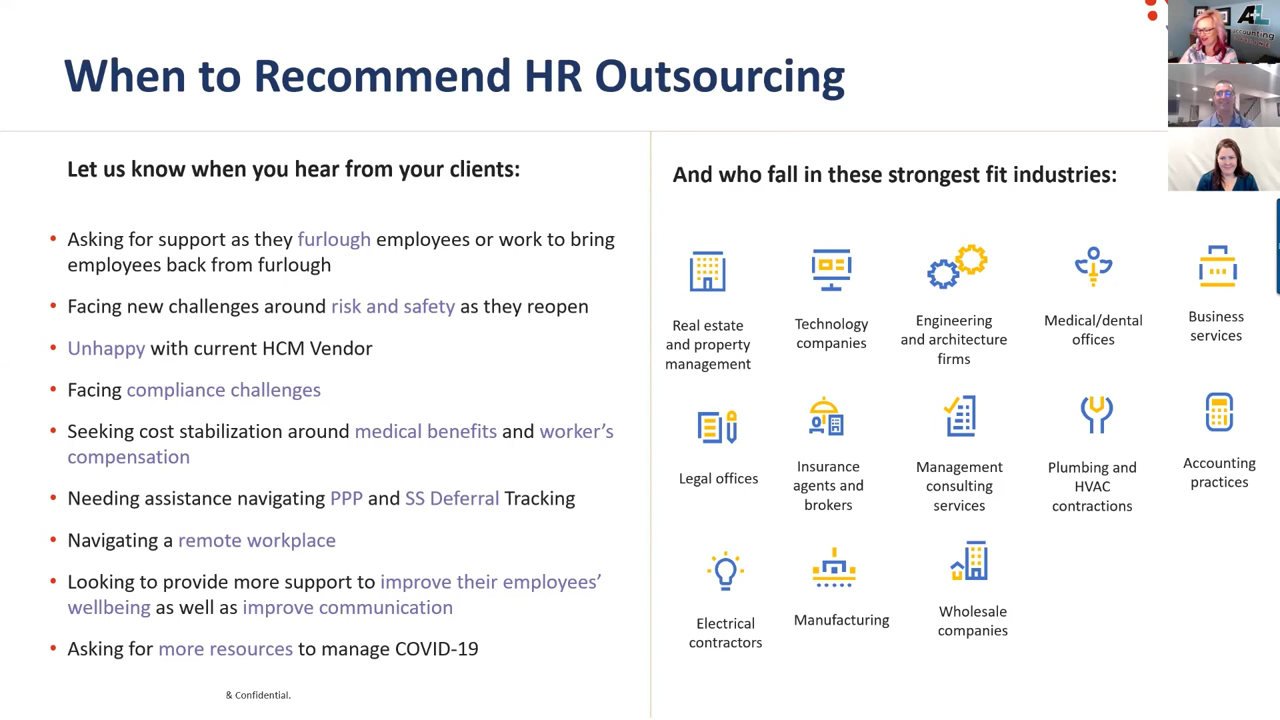 When to Recommend HR Outsourcing
Let us know when you hear from your clients:
Asking for support as they furlough employees or work to bring
employees back from furlough
Facing new challenges around risk and safety as they reopen
Unhappy with current HCM Vendor
Facing compliance challenges
Seeking cost stabilization around medical benefits and worker’s
compensation
Needing assistance navigating PPP and SS Deferral Tracking
Navigating a remote workplace
Looking to provide more support to improve their employees’
wellbeing as well as improve communication
Asking for more resources to manage COVID-19
& Confidential.
And who fall in these strongest fit industries:
Real estate
and property
management
Technology
companies
Engineering
and architecture
firms
Medical/dental
offices
Business
services
Legal offices
Insurance
agents and
brokers
Management
consulting
services
Plumbing and
HVAC
contractions
Accounting
practices
Electrical
contractors
Manufacturing
Wholesale
companies
accounting